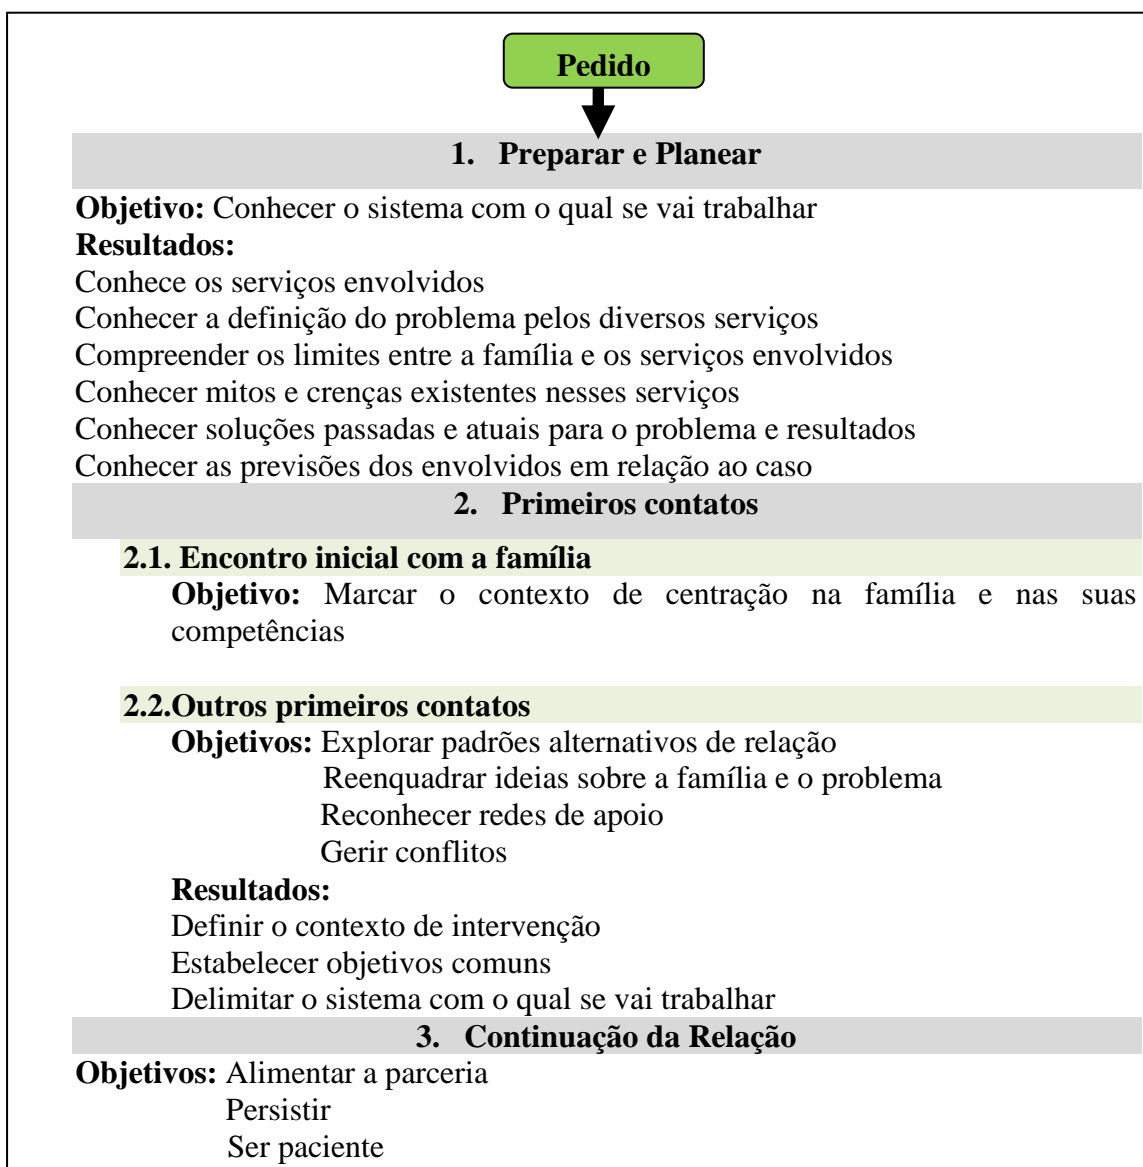 Pedido
1. Preparar e Planear
Objetivo: Conhecer o sistema com o qual se vai trabalhar
Resultados:
Conhece os serviços envolvidos
Conhecer a definição do problema pelos diversos serviços
Compreender os limites entre a família e os serviços envolvidos
Conhecer mitos e crenças existentes nesses serviços
Conhecer soluções passadas e atuais para o problema e resultados
Conhecer as previsões dos envolvidos em relação ao caso
2. Primeiros contatos
2.1. Encontro inicial com a família
Objetivo: Marcar o contexto de centração na família e nas suas
competências
2.2.Outros primeiros contatos
Objetivos: Explorar padrões alternativos de relação
Reenquadrar ideias sobre a família e o problema
Reconhecer redes de apoio
Gerir conflitos
Resultados:
Definir o contexto de intervenção
Estabelecer objetivos comuns
Delimitar o sistema com o qual se vai trabalhar
3. Continuação da Relação
Objetivos: Alimentar a parceria
Persistir
Ser paciente